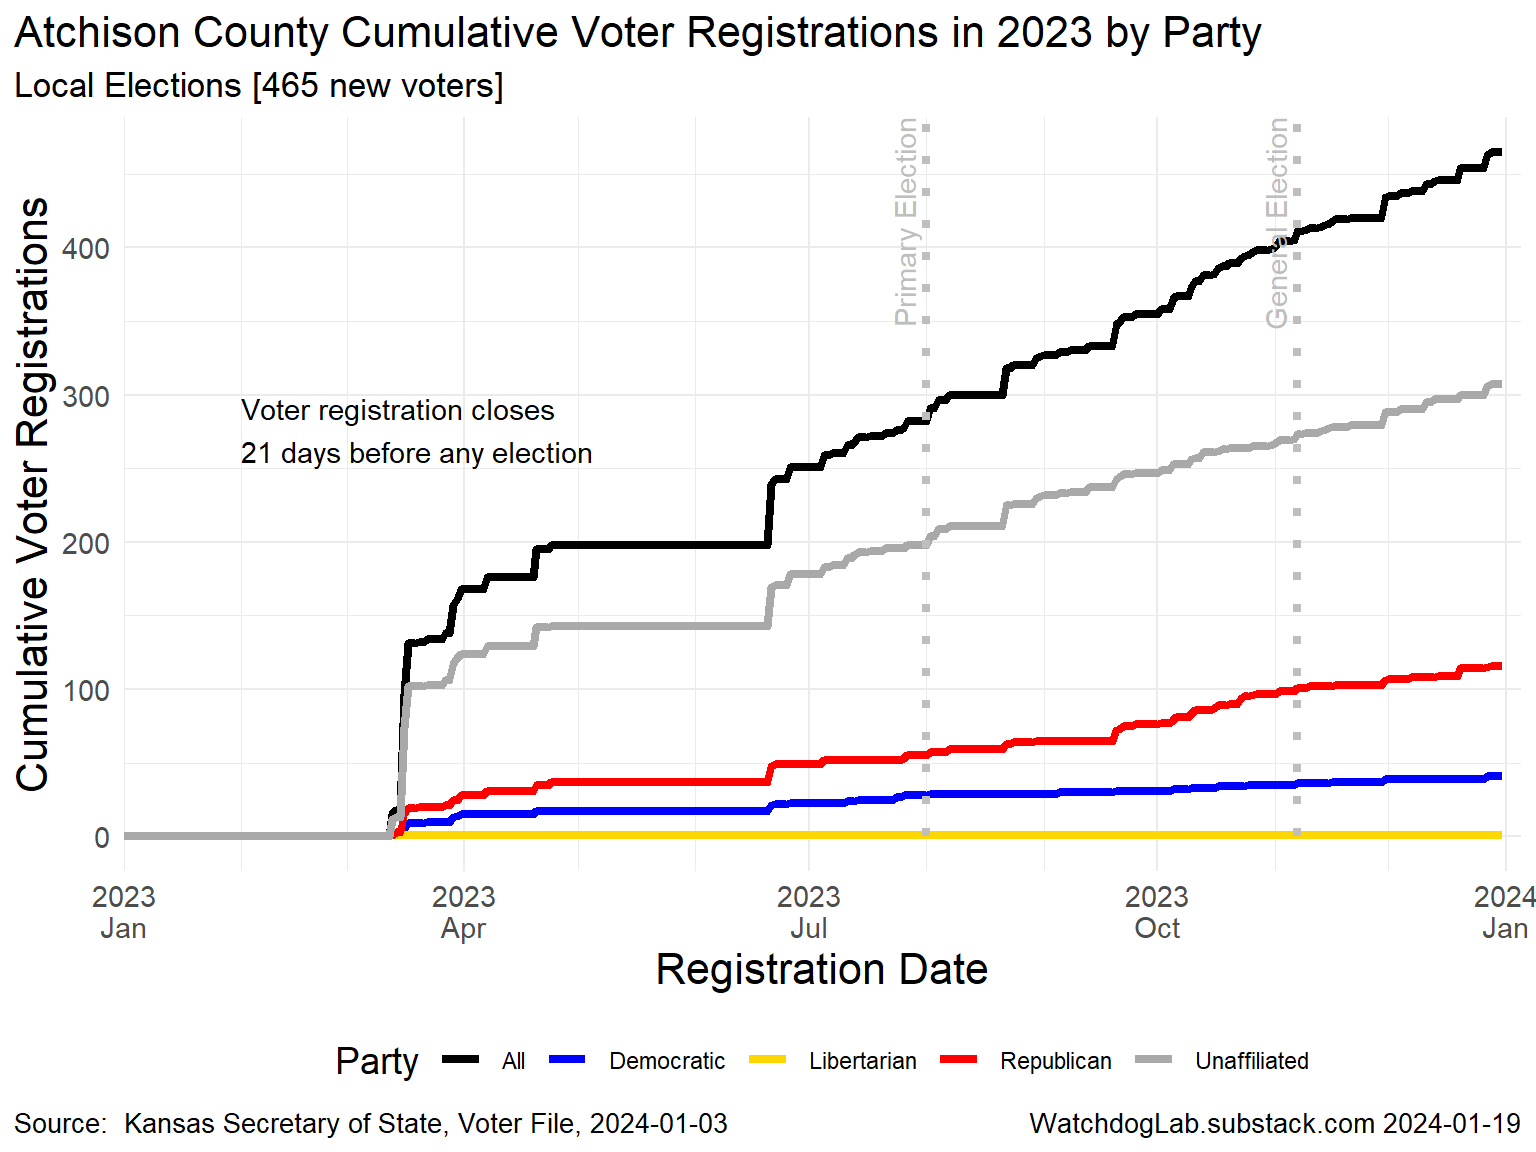 Atchison County Cumulative Voter Registrations in 2023 by Party
Local Elections [465 new voters]
Cumulative Voter Registrations
400
300
200
100
0
Primary Election
General Election
Voter registration closes
21 days before any election
2023 2023 2023 2023 2024
Jan Apr Jul Oct Jan
Registration Date
Party All Democratic Libertarian Republican Unaffiliated
Source:  Kansas Secretary of State, Voter File, 2024-01-03
WatchdogLab.substack.com 2024-01-19